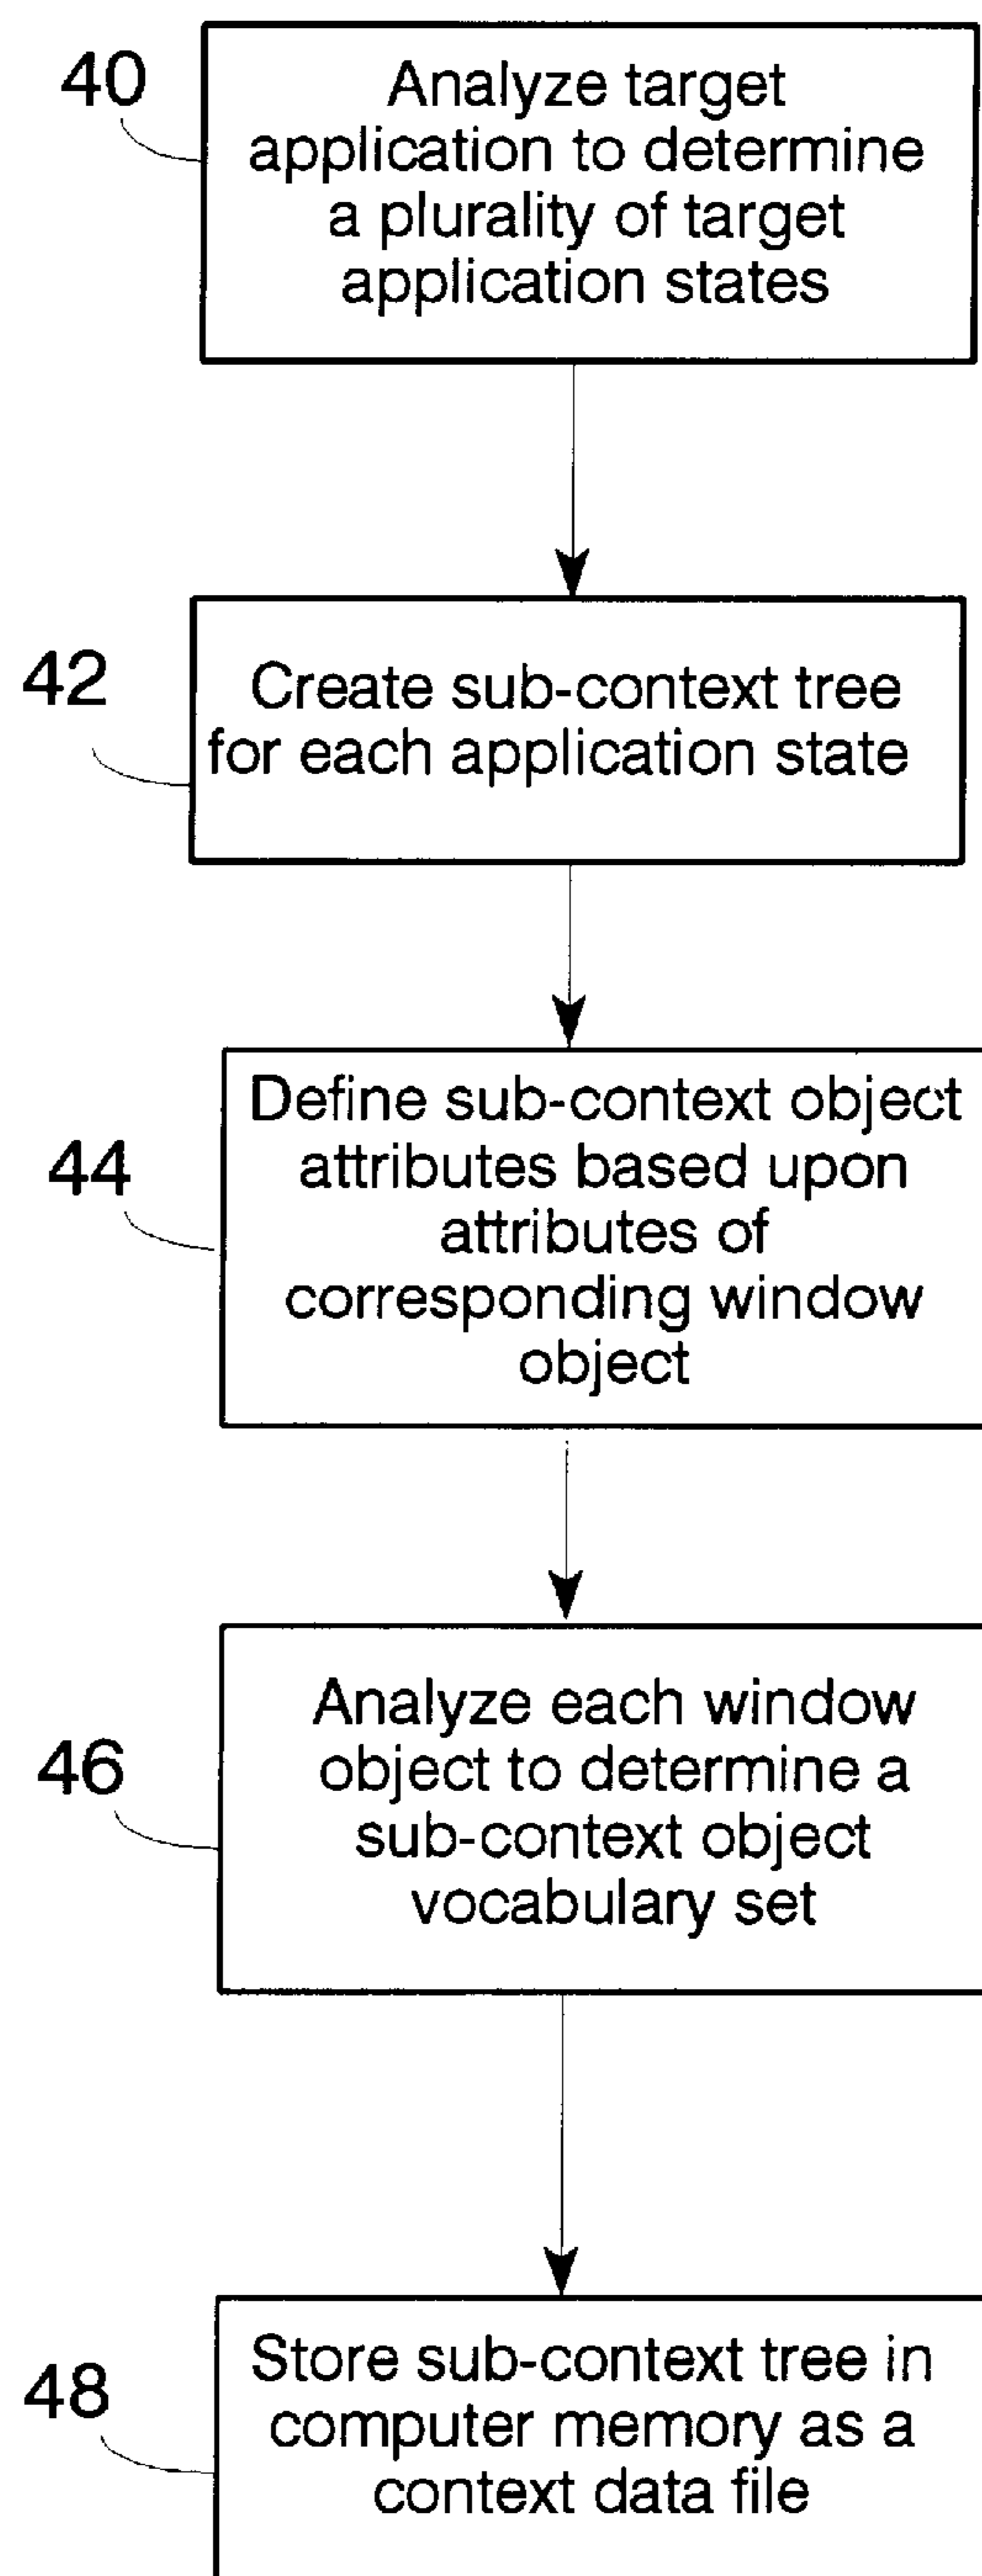 40
Analyze target
application to determine
a plurality of target
application states
42
Create sub-context tree
for each application state
44
Define sub-context object
attributes based upon
attributes of
corresponding window
object
46
Analyze each window
object to determine a
sub-context object
vocabulary set
48
Store sub-context tree in
computer memory as a
context data file